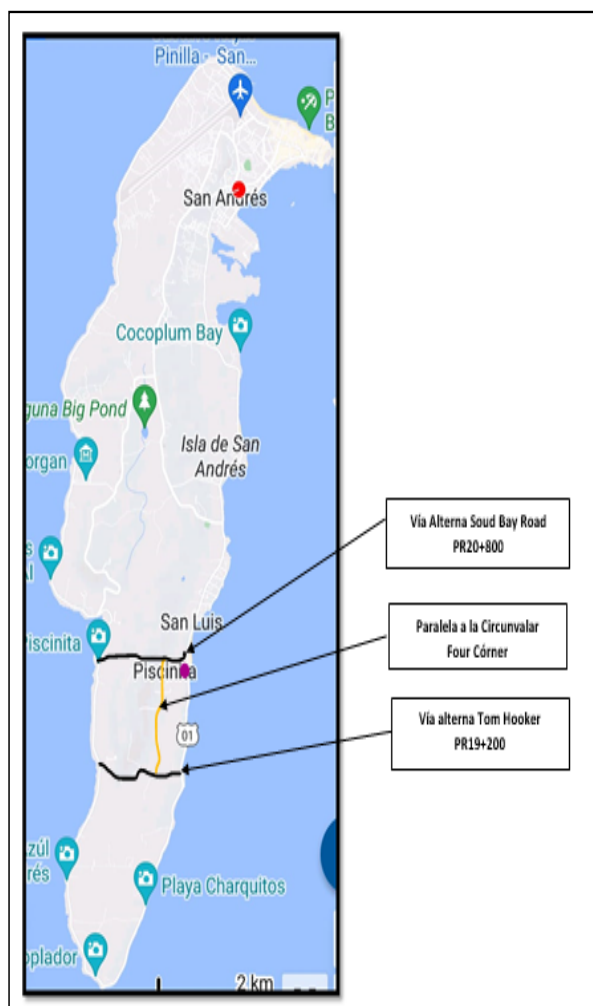 Pinilla - San...
P
B
San Andrés
Cocoplum Bay
guna Big Pond
Isla de San
Andrés
organ
s
Al
Vía Alterna Soud Bay Road
PR20+800
San Luis
Piscinita
Piscinita
Paralela a la Circunvalar
Four Córner
01
Vía alterna Tom Hooker
PR19+200
Azúl
rés
Playa Charquitos
oplador
2 km